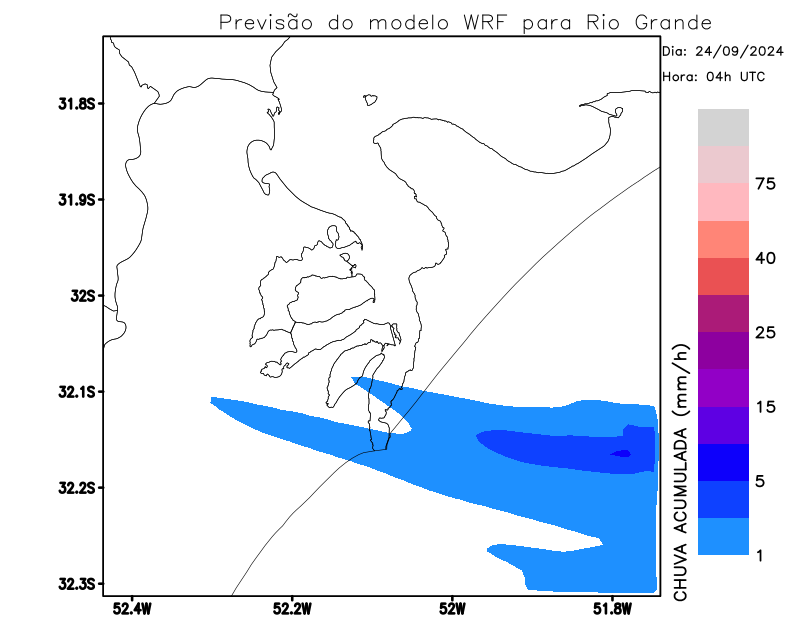 Previsão do modelo WRF para Rio Grande
Dia: 24/09/2024
Hora: 04h UTC
31.8S
31.9S
32S
32.1S
32.2S
32.3S
52.4W
52.2W
52W
51.8W
75
40
25
15
5
1
CHUVA ACUMULADA (mm/h)